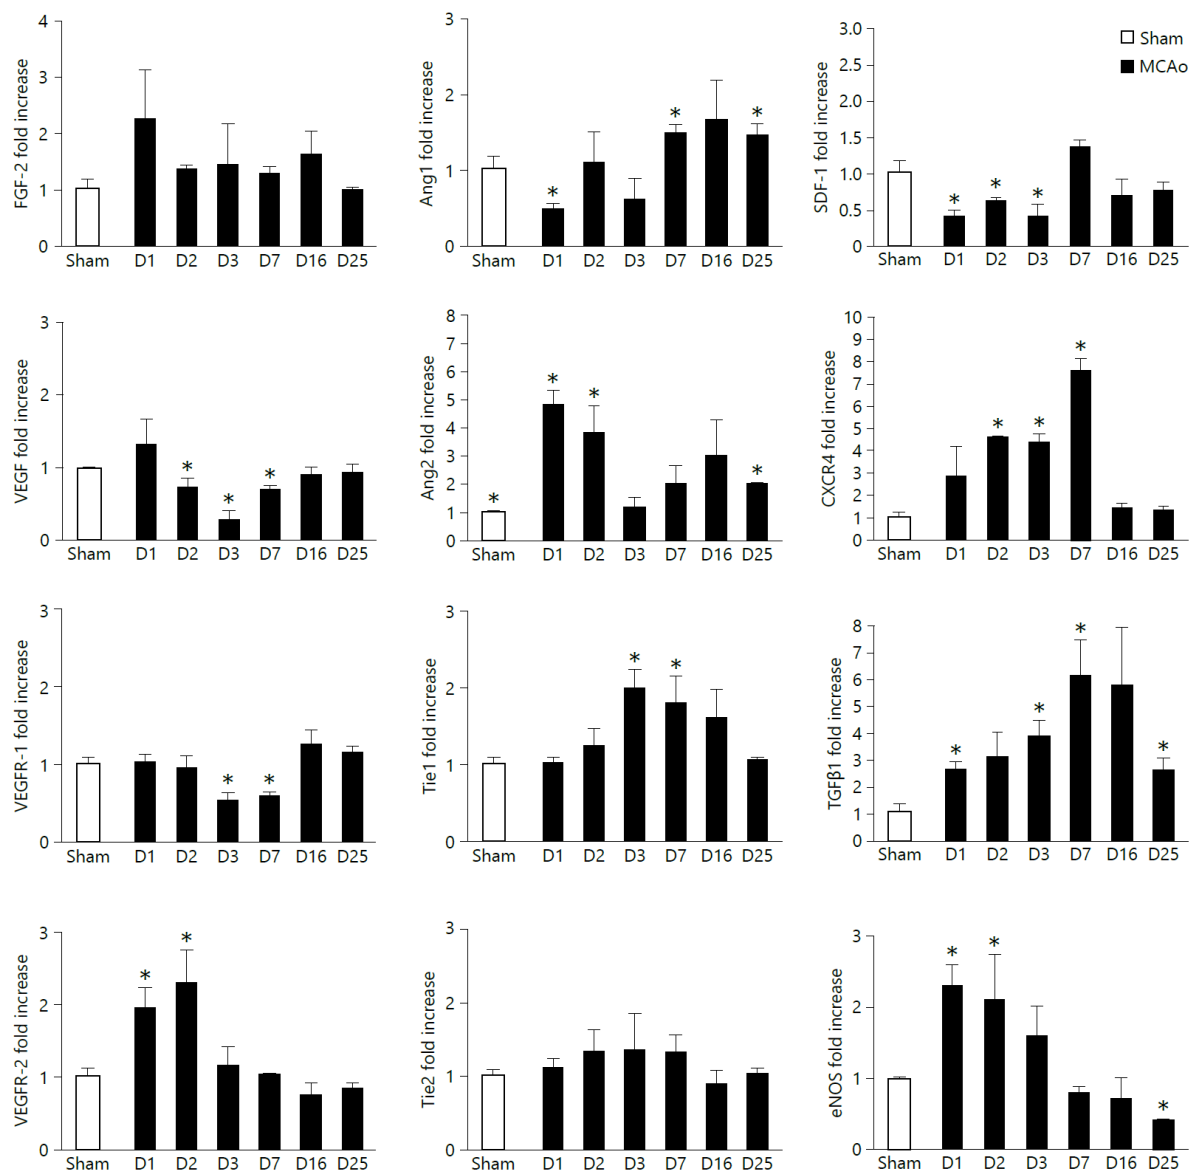 FGF-2 fold increase
4
3
2
1
0
Sham D1 D2 D3 D7 D16 D25
Ang1 fold increase
3
2
1
0
* * *
Sham D1 D2 D3 D7 D16 D25
SDF-1 fold increase
3.0
2.5
2.0
1.5
1.0
0.5
0
* * *
Sham D1 D2 D3 D7 D16 D25
Sham
MCAo
VEGF fold increase
3
2
1
0
* * *
Sham D1 D2 D3 D7 D16 D25
Ang2 fold increase
8
7
6
5
4
3
2
1
0
* * * *
Sham D1 D2 D3 D7 D16 D25
CXCR4 fold increase
10
9
8
7
6
5
4
3
2
1
0
* * *
Sham D1 D2 D3 D7 D16 D25
VEGFR-1 fold increase
3
2
1
0
* *
Sham D1 D2 D3 D7 D16 D25
Tie1 fold increase
3
2
1
0
* *
Sham D1 D2 D3 D7 D16 D25
TGFβ1 fold increase
8
7
6
5
4
3
2
1
0
* * * *
Sham D1 D2 D3 D7 D16 D25
VEGFR-2 fold increase
3
2
1
0
* *
Sham D1 D2 D3 D7 D16 D25
Tie2 fold increase
3
2
1
0
Sham D1 D2 D3 D7 D16 D25
eNOS fold increase
3
2
1
0
* * *
Sham D1 D2 D3 D7 D16 D25